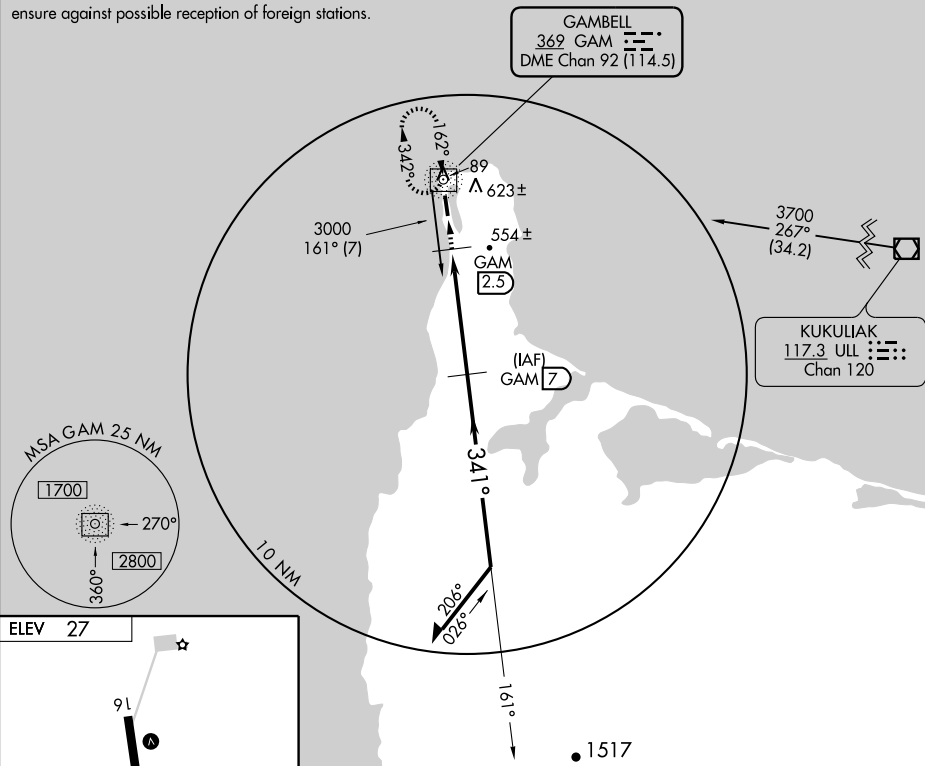 ensure against possible reception of foreign stations.
GAMBELL
369 GAM
DME Chan 92 (114.5)
162°
342°
89
623±
3000
161° (7)
554±
GAM
2.5
3700
267°
(34.2)
KUKULIAK
117.3 ULL
Chan 120
(IAF)
GAM 7
341°
MSA GAM 25 NM
1700
270°
2800
360°
10 NM
206°
026°
161°
1517
ELEV 27
16